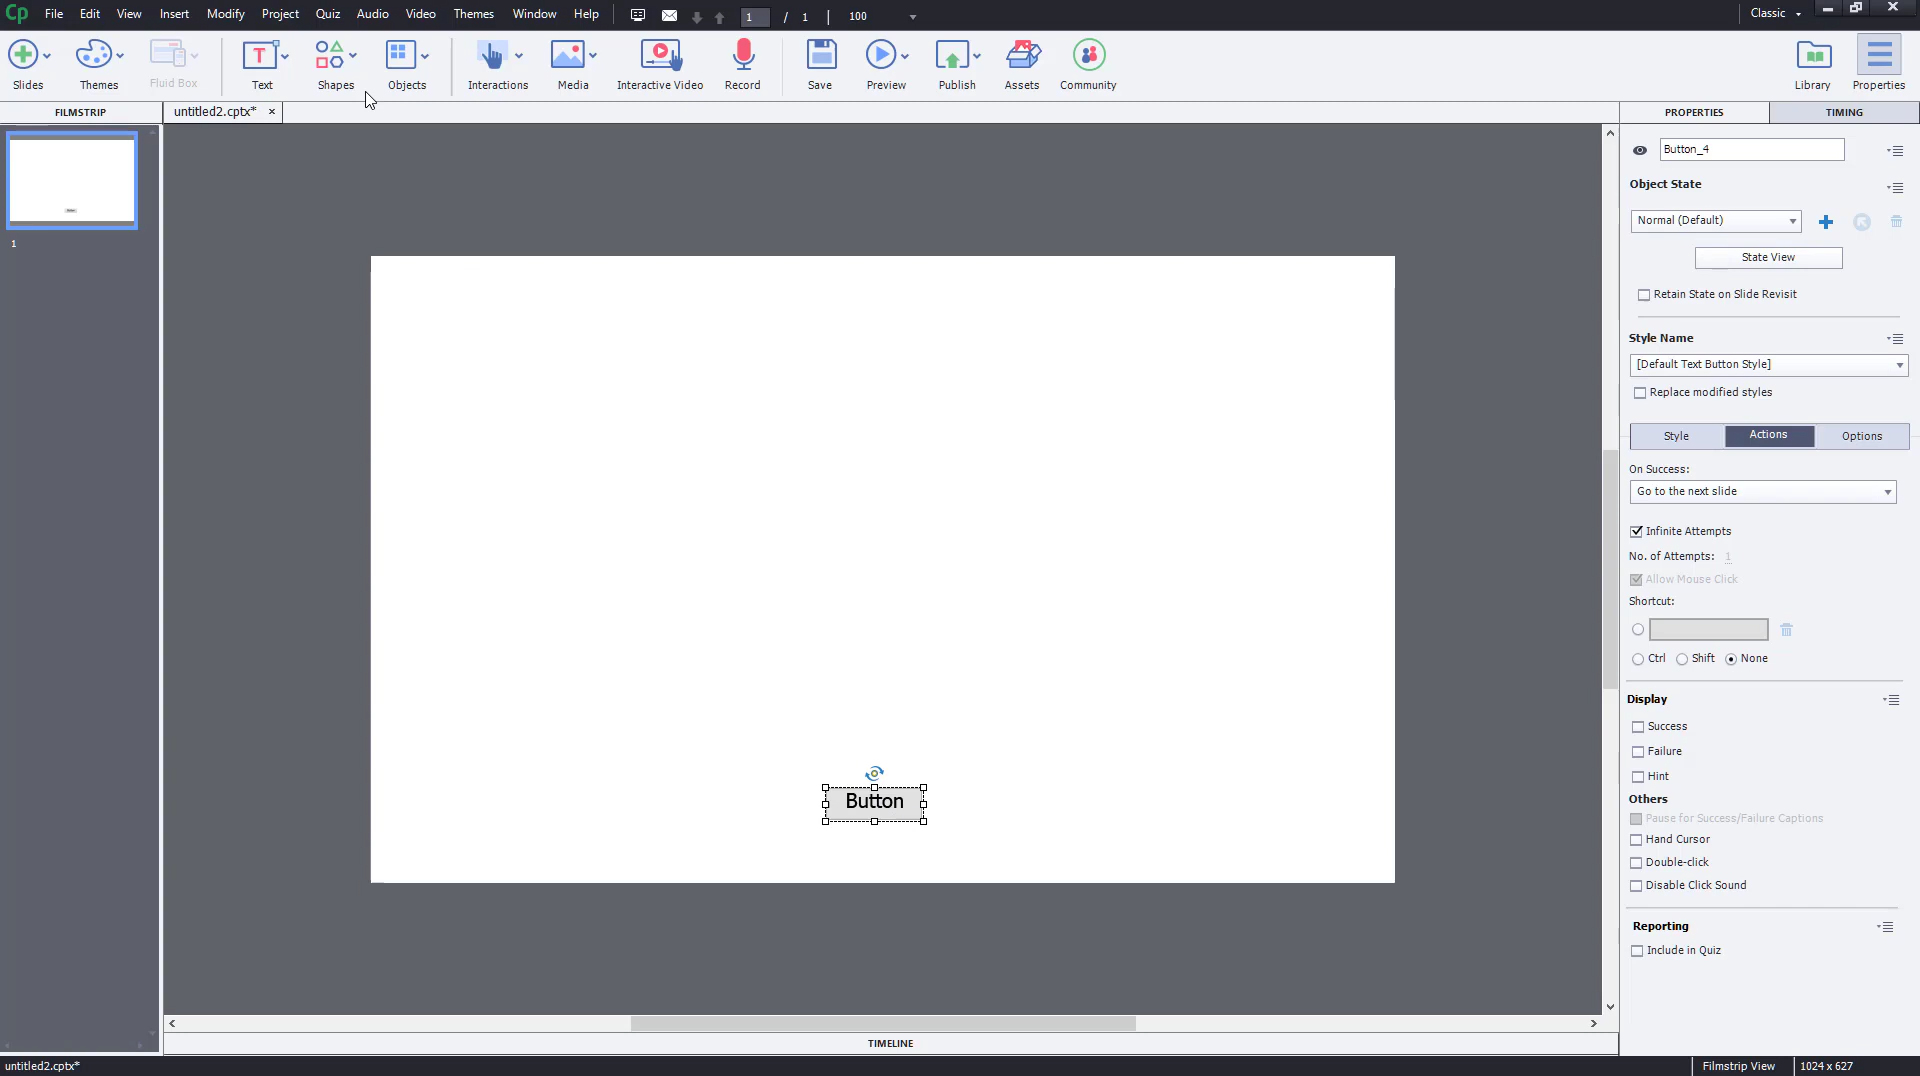 Cp File Edit View Insert Modify Project Quiz Audio Video Themes Window Help 1 / 1 100 Classic
Slides Themes Fluid Box Text Shapes Objects Interactions Media Interactive Video Record Save Preview Publish Assets Community Library Properties
FILMSTRIP untitled2.cptx* PROPERTIES TIMING
1
Button_4
Object State
Normal (Default)
State View
Retain State on Slide Revisit
Style Name
[Default Text Button Style]
Replace modified styles
Style Actions Options
On Success:
Go to the next slide
Infinite Attempts
No. of Attempts: 1
Allow Mouse Click
Shortcut:
Ctrl Shift None
Display
Success
Failure
Hint
Others
Pause for Success/Failure Captions
Hand Cursor
Double-click
Disable Click Sound
Reporting
Include in Quiz
Button
TIMELINE
untitled2.cptx* Filmstrip View 1024 x 627